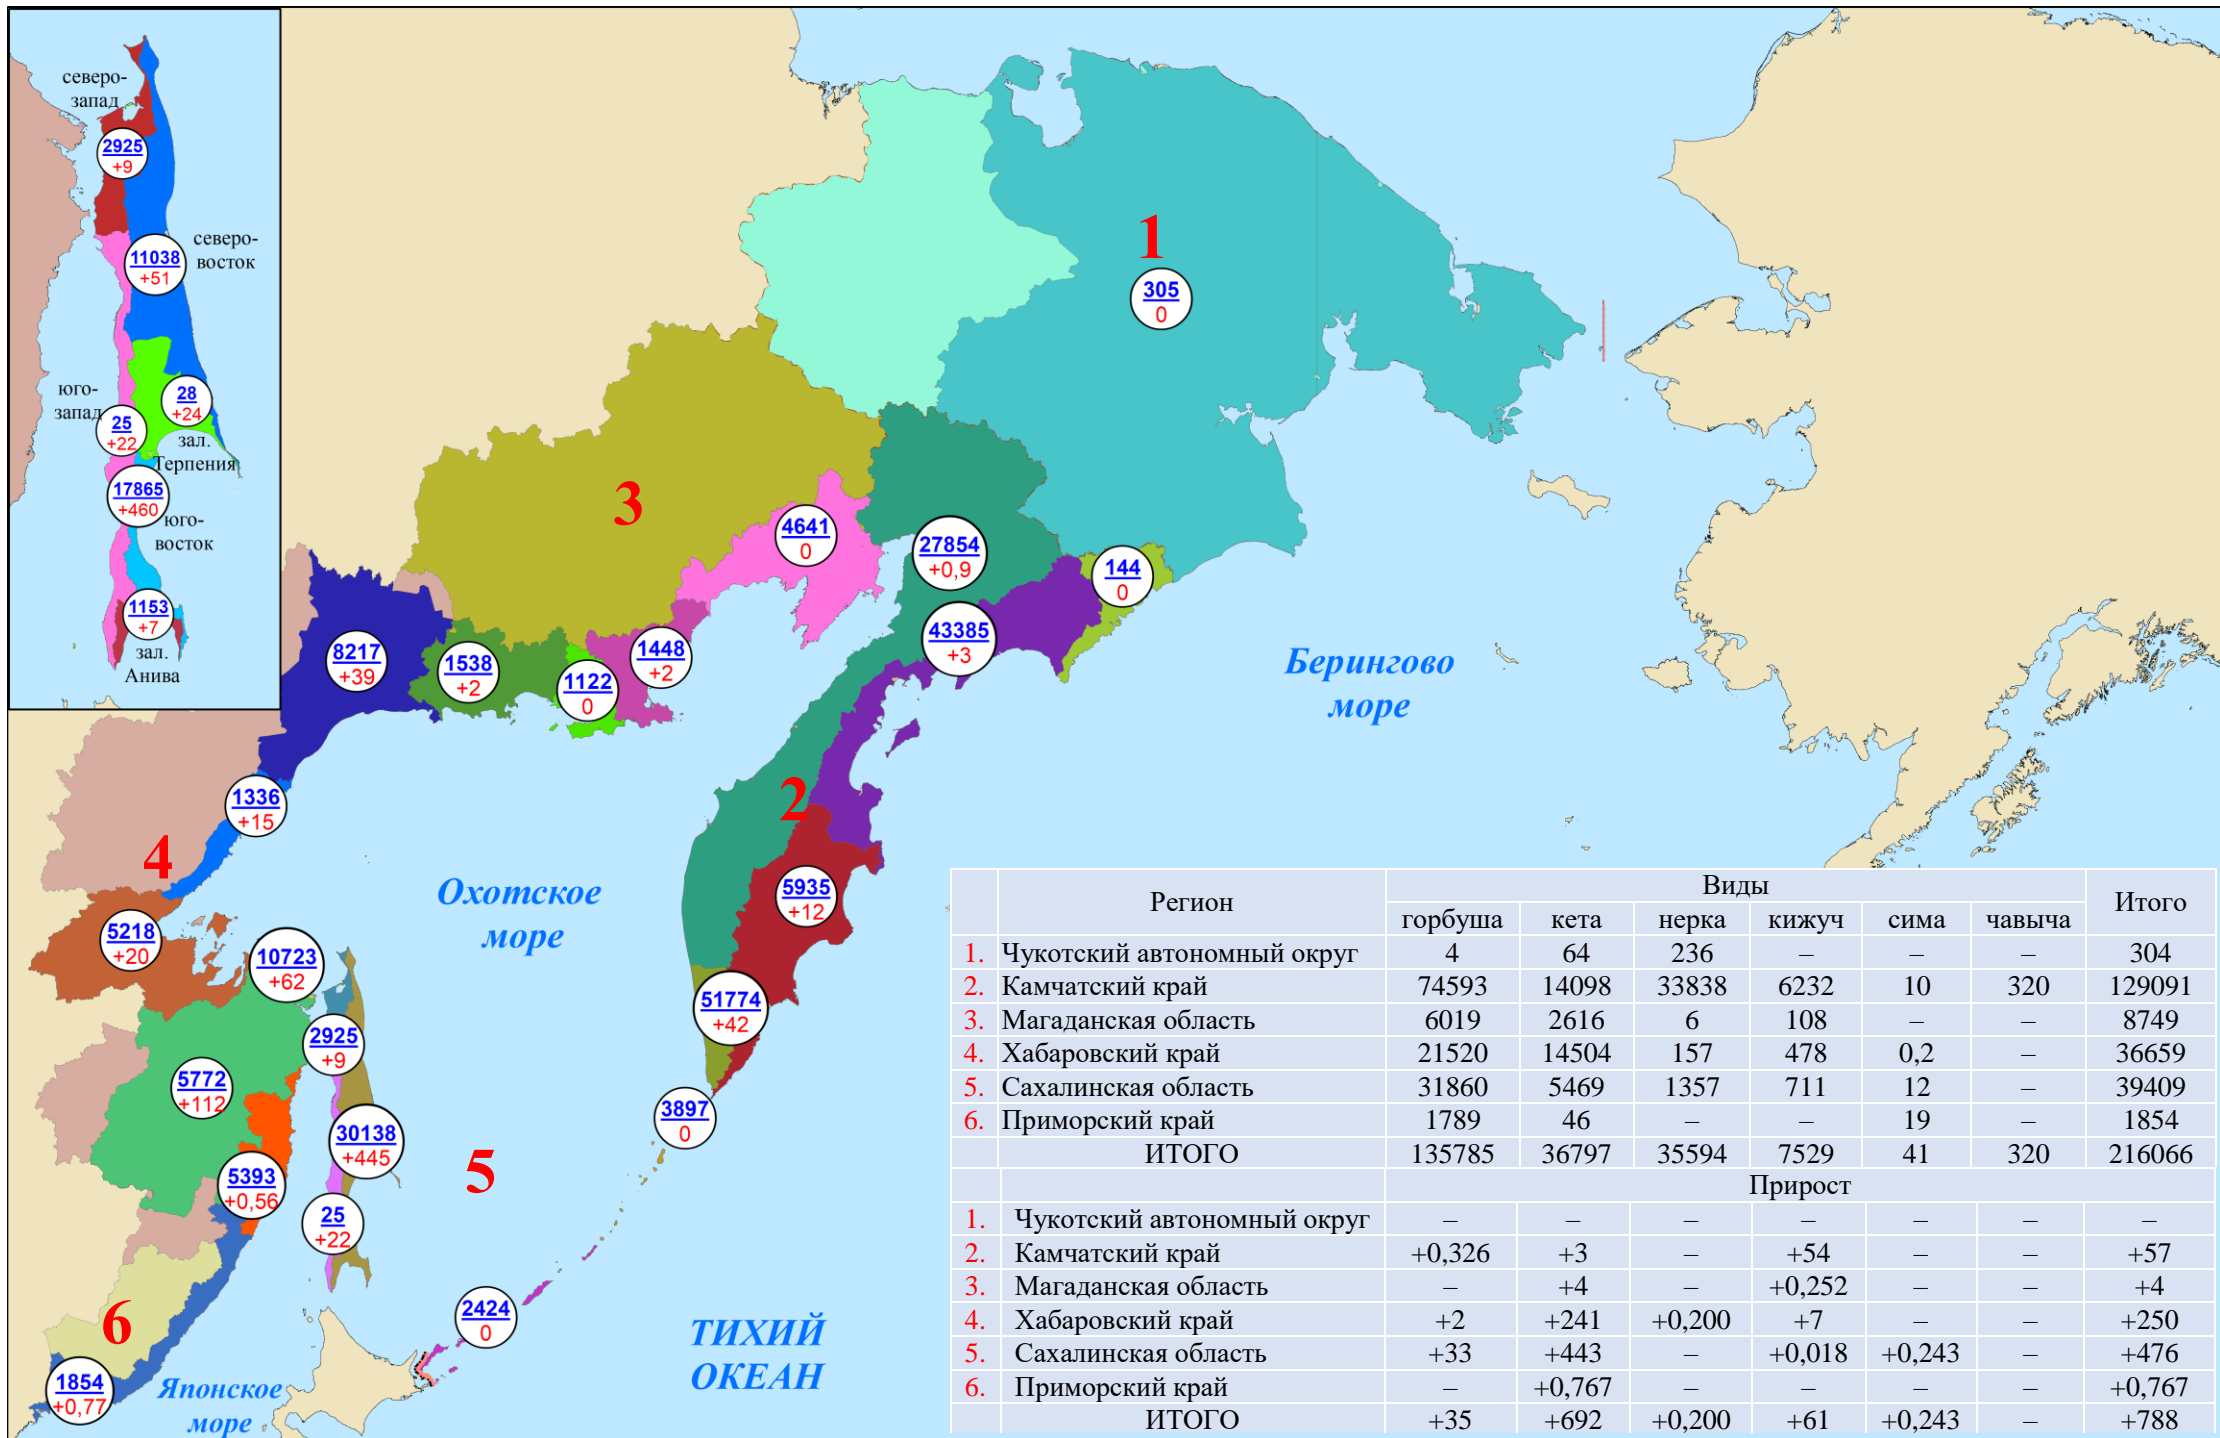 северо-
запад
2925
+9
северо-
восток
11038
+51
юго-
запад
25
+22
28
+24
зал.
Терпения
17865
+460
юго-
восток
1153
+7
зал.
Анива
1
305
0
3
4641
0
27854
+0,9
144
0
43385
+3
8217
+39
1538
+2
1122
0
1448
+2
Берингово
море
2
1336
+15
4
Охотское
море
5935
+12
5218
+20
10723
+62
51774
+42
2925
+9
5772
+112
3897
0
30138
+445
5
5393
+0,56
25
+22
6
2424
0
ТИХИЙ
ОКЕАН
1854
+0,77
Японское
море
Регион Виды Итого
горбуша кета нерка кижуч сима чавыча
1. Чукотский автономный округ 4 64 236 – – – 304
2. Камчатский край 74593 14098 33838 6232 10 320 129091
3. Магаданская область 6019 2616 6 108 – – 8749
4. Хабаровский край 21520 14504 157 478 0,2 – 36659
5. Сахалинская область 31860 5469 1357 711 12 – 39409
6. Приморский край 1789 46 – – 19 – 1854
ИТОГО 135785 36797 35594 7529 41 320 216066
Прирост
1. Чукотский автономный округ – – – – – – –
2. Камчатский край +0,326 +3 – +54 – – +57
3. Магаданская область – +4 – +0,252 – – +4
4. Хабаровский край +2 +241 +0,200 +7 – – +250
5. Сахалинская область +33 +443 – +0,018 +0,243 – +476
6. Приморский край – +0,767 – – – – +0,767
ИТОГО +35 +692 +0,200 +61 +0,243 – +788